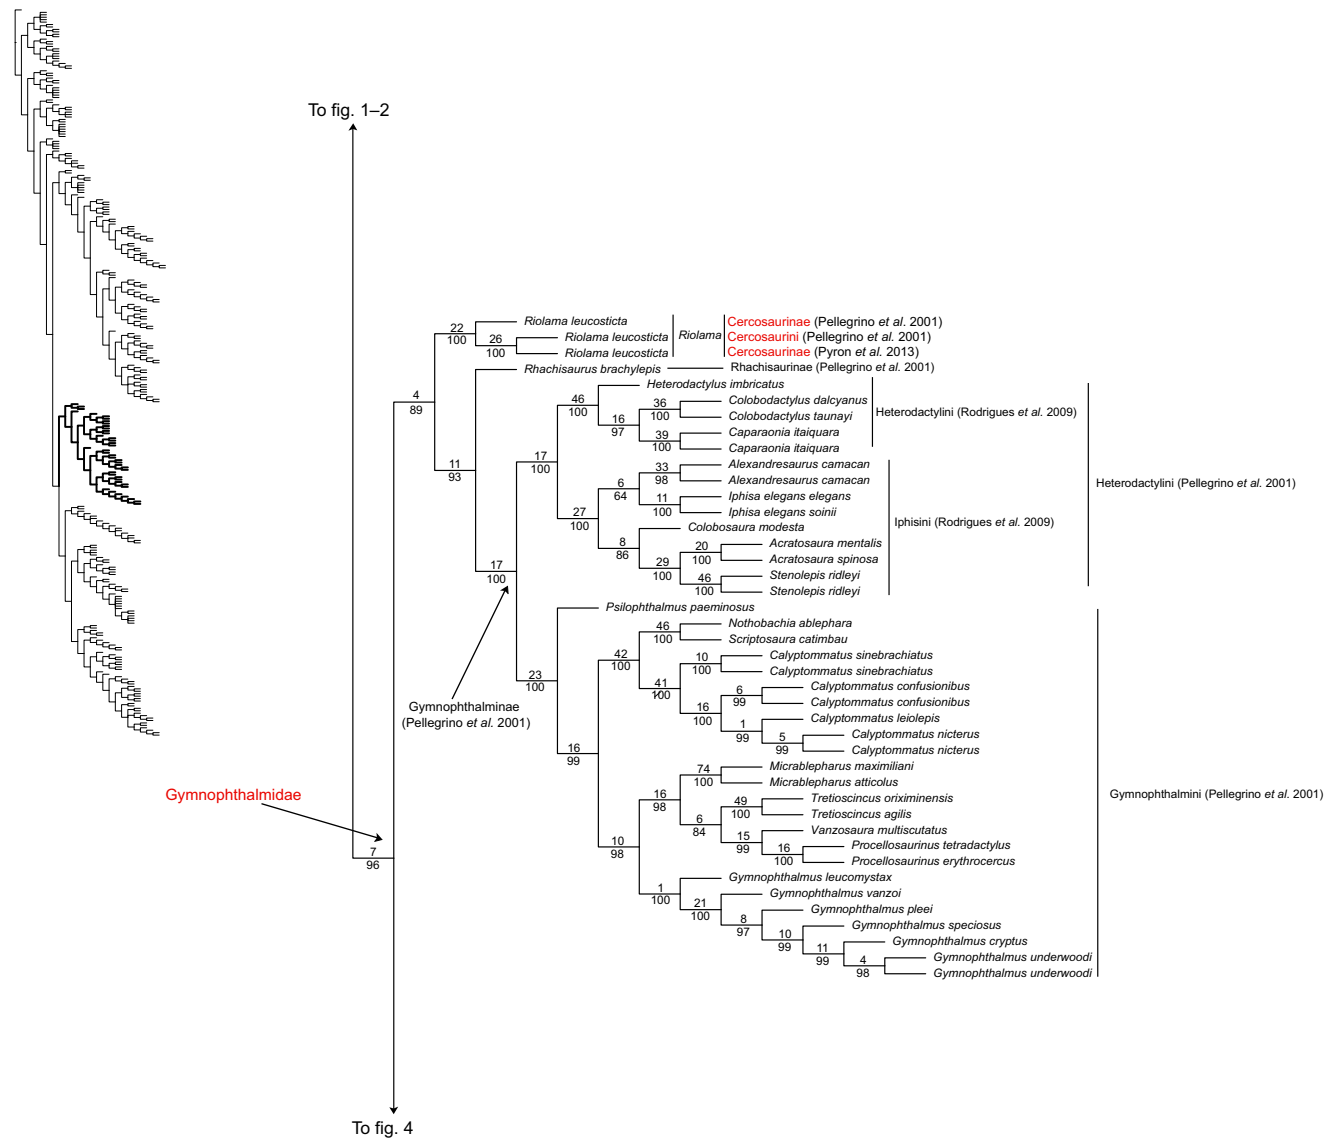 To fig. 1–2
22
100
Riolama leucosticta
26
100
Riolama leucosticta
Riolama leucosticta
Riolama
Cercosaurinae (Pellegrino et al. 2001)
Cercosaurini (Pellegrino et al. 2001)
Cercosaurinae (Pyron et al. 2013)
Rhachisaurus brachylepis
Rhachisaurinae (Pellegrino et al. 2001)
4
89
11
93
Heterodactylus imbricatus
46
100
36
100
Colobodactylus dalcyanus
Colobodactylus taunayi
16
97
39
100
Caparaonia itaiquara
Caparaonia itaiquara
Heterodactylini (Rodrigues et al. 2009)
17
100
33
98
Alexandresaurus camacan
Alexandresaurus camacan
6
64
11
100
Iphisa elegans elegans
Iphisa elegans soinii
27
100
Colobosaura modesta
8
86
20
100
Acratosaura mentalis
Acratosaura spinosa
29
100
46
100
Stenolepis ridleyi
Stenolepis ridleyi
Iphisini (Rodrigues et al. 2009)
Heterodactylini (Pellegrino et al. 2001)
17
100
Gymnophthalminae
(Pellegrino et al. 2001)
Psilophthalmus paeminosus
23
100
46
100
Nothobachia ablephara
Scriptosaura catimbau
42
100
10
100
Calyptommatus sinebrachiatus
Calyptommatus sinebrachiatus
41
100
6
99
Calyptommatus confusionibus
Calyptommatus confusionibus
16
100
Calyptommatus leiolepis
1
99
5
99
Calyptommatus nicterus
Calyptommatus nicterus
16
99
74
100
Micrablepharus maximiliani
Micrablepharus atticolus
16
98
49
100
Tretioscincus oriximinensis
Tretioscincus agilis
6
84
Vanzosaura multiscutatus
15
99
16
100
Procellosaurinus tetradactylus
Procellosaurinus erythrocercus
10
98
Gymnophthalmus leucomystax
1
100
Gymnophthalmus vanzoi
21
100
Gymnophthalmus pleei
8
97
Gymnophthalmus speciosus
10
99
Gymnophthalmus cryptus
11
99
4
98
Gymnophthalmus underwoodi
Gymnophthalmus underwoodi
Gymnophthalmini (Pellegrino et al. 2001)
Gymnophthalmidae
7
96
To fig. 4